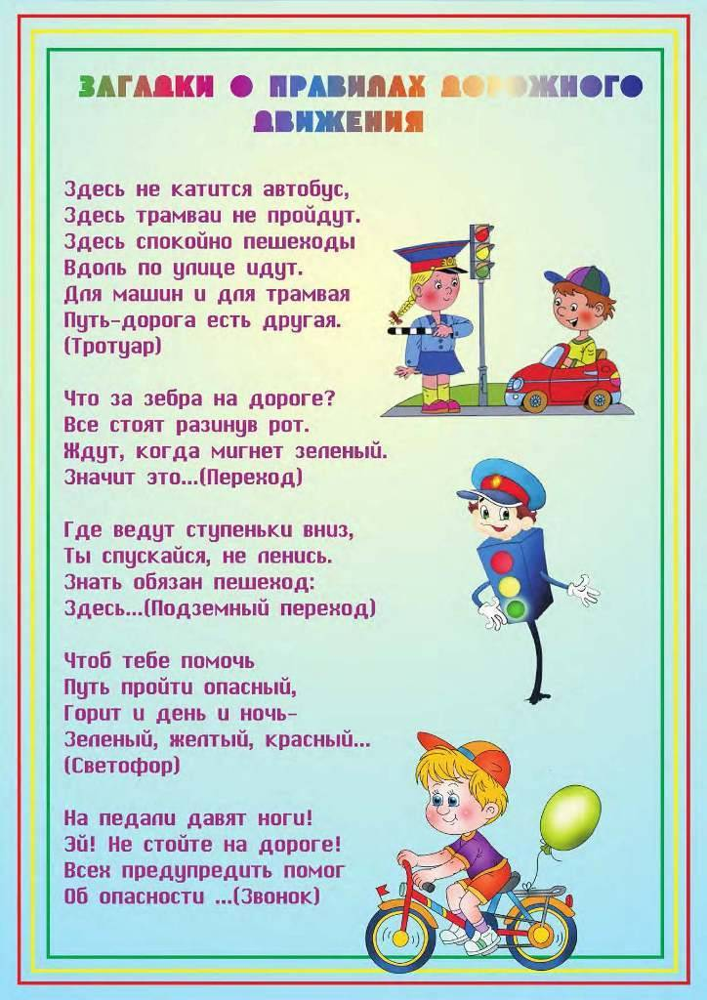 ЗАГАДКИ О ПРАВИЛАХ ДОРОЖНОГО
ДВИЖЕНИЯ
Здесь не катится автобус,
Здесь трамваи не пройдут.
Здесь спокойно пешеходы
Вдоль по улице идут.
Для машин и для трамвая
Путь-дорога есть другая.
(Тротуар)
Что за зебра на дороге?
Все стоят разинув рот.
Ждут, когда мигнет зеленый.
Значит это...(Переход)
Где ведут ступеньки вниз,
Ты спускайся, не ленись.
Знать обязан пешеход:
Здесь...(Подземный переход)
Чтоб тебе помочь
Путь пройти опасный,
Горит и день и ночь-
Зеленый, желтый, красный...
(Светофор)
На педали давят ноги!
Эй! Не стойте на дороге!
Всех предупредить помог
Об опасности ...(Звонок)